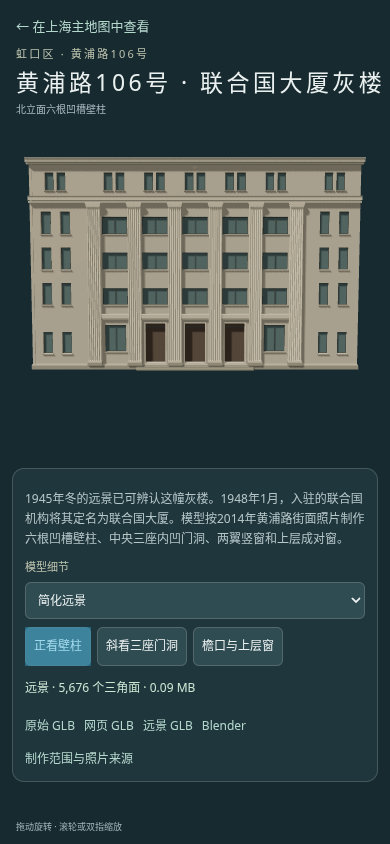 ← 在上海主地图中查看
虹口区 · 黄浦路106号
黄浦路106号 · 联合国大厦灰楼
北立面六根凹槽壁柱
1945年冬的远景已可辨认这幢灰楼。1948年1月，入驻的联合国
机构将其定名为联合国大厦。模型按2014年黄浦路街面照片制作
六根凹槽壁柱、中央三座内凹门洞、两翼竖窗和上层成对窗。
模型细节
简化远景
正看壁柱 斜看三座门洞 檐口与上层窗
远景 · 5,676 个三角面 · 0.09 MB
原始 GLB 网页 GLB 远景 GLB Blender
制作范围与照片来源
拖动旋转 · 滚轮或双指缩放